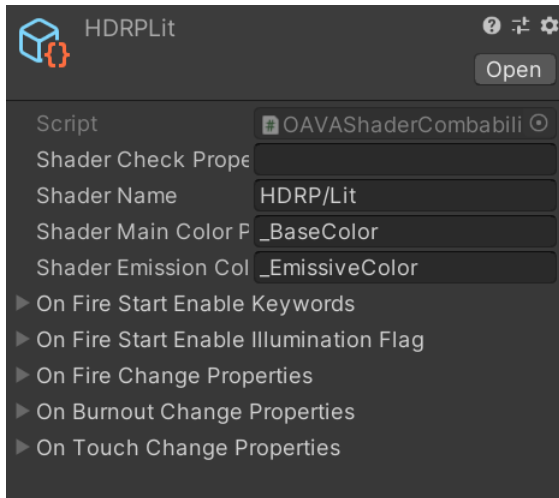 HDRPLit
Open
Script OAVAShaderCombabili
Shader Check Prope
Shader Name HDRP/Lit
Shader Main Color P _BaseColor
Shader Emission Col _EmissiveColor
On Fire Start Enable Keywords
On Fire Start Enable Illumination Flag
On Fire Change Properties
On Burnout Change Properties
On Touch Change Properties